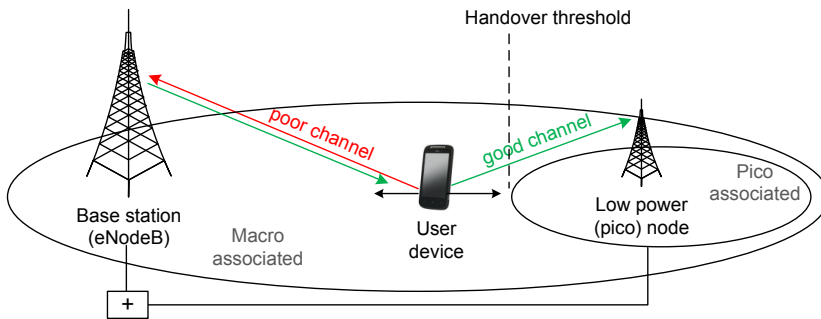 Handover threshold
poor channel
good channel
Pico
associated
Base station
(eNodeB)
User
device
Low power
(pico) node
Macro
associated
+